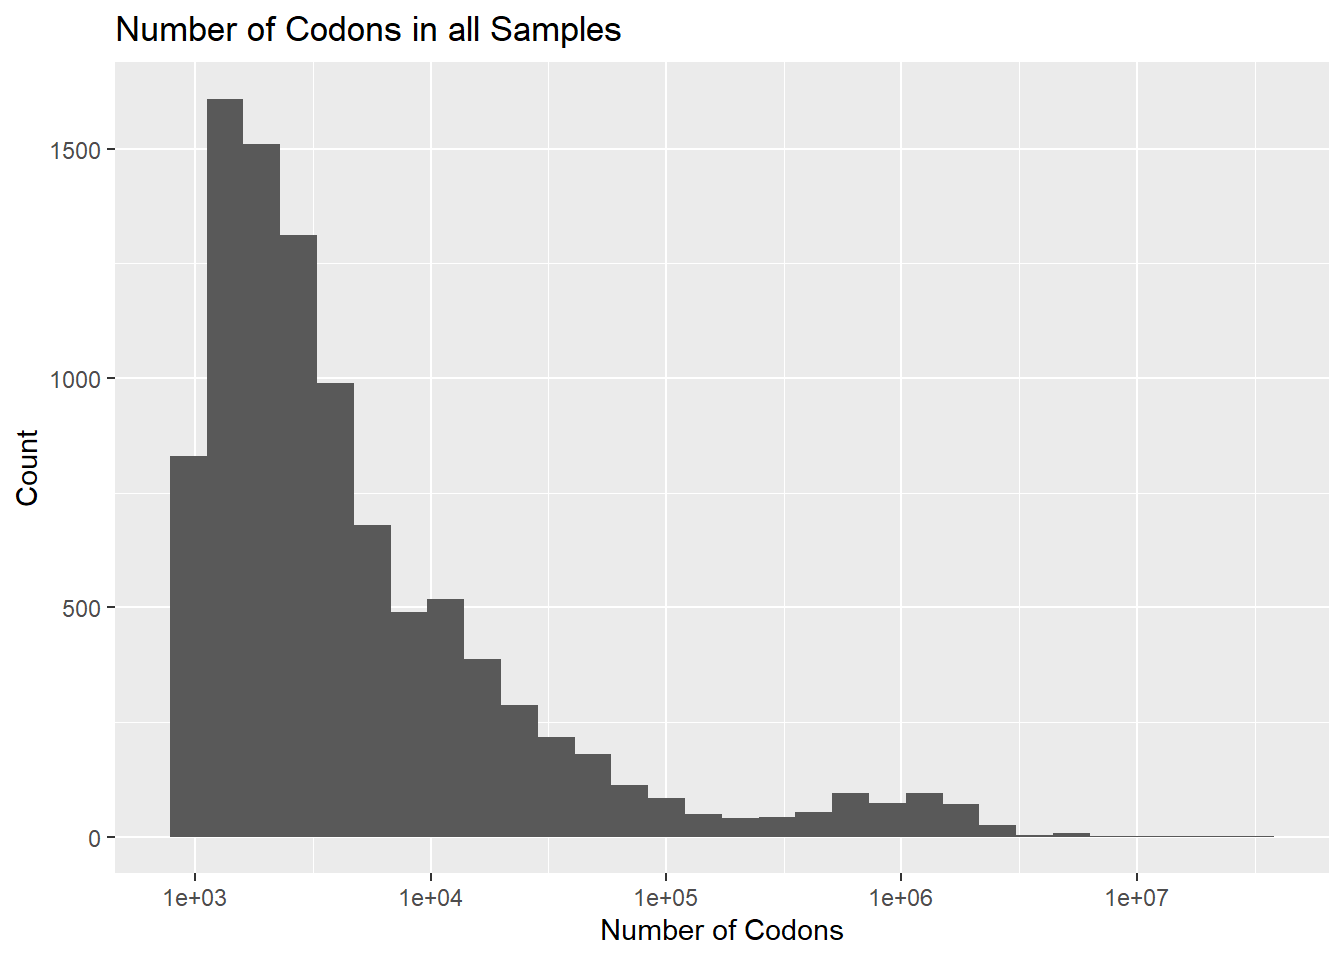 Number of Codons in all Samples
1500
1000
500
0
Count
1e+03 1e+04 1e+05 1e+06 1e+07
Number of Codons